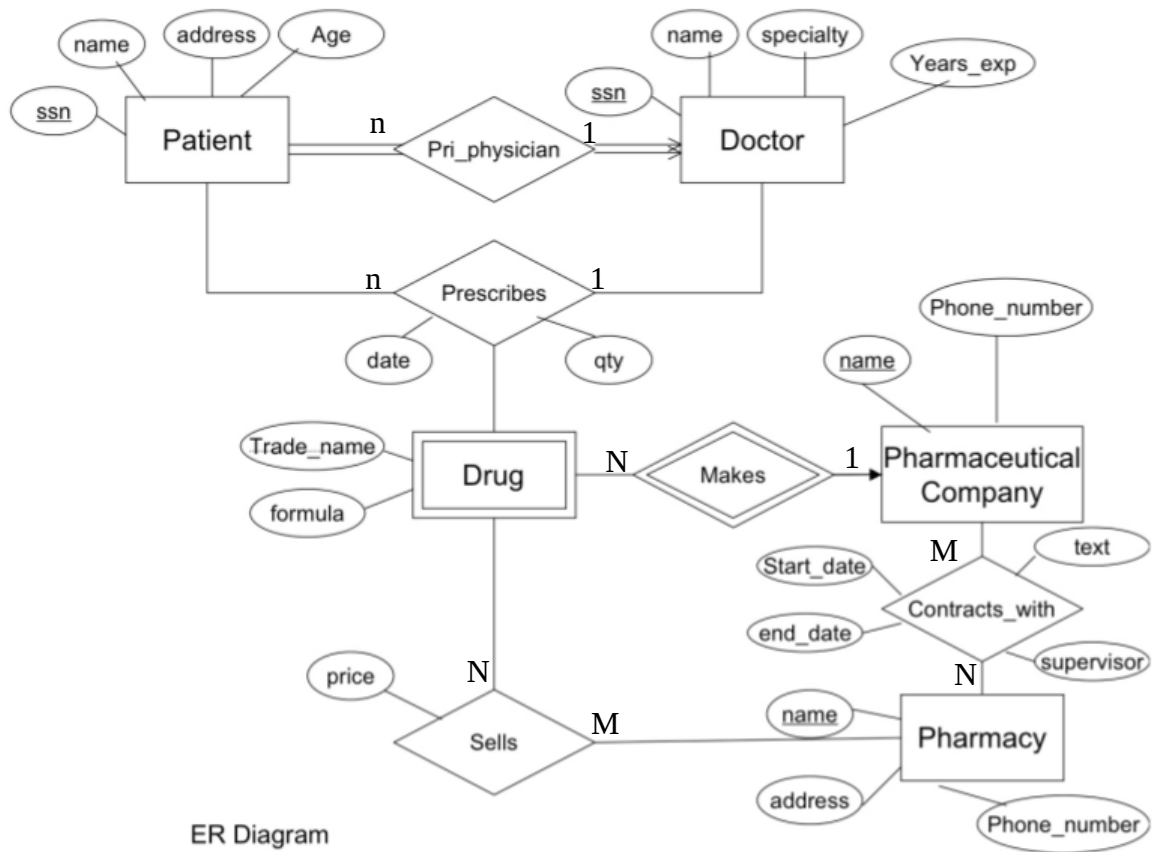 name
address
Age
ssn
Patient
n
Pri_physician
1
name
specialty
Years_exp
ssn
Doctor
n
Prescribes
1
date
qty
Phone_number
name
Trade_name
formula
Drug
N
Makes
1
Pharmaceutical
Company
M
text
Start_date
Contracts_with
end_date
supervisor
N
price
N
Sells
M
name
Pharmacy
address
Phone_number
ER Diagram